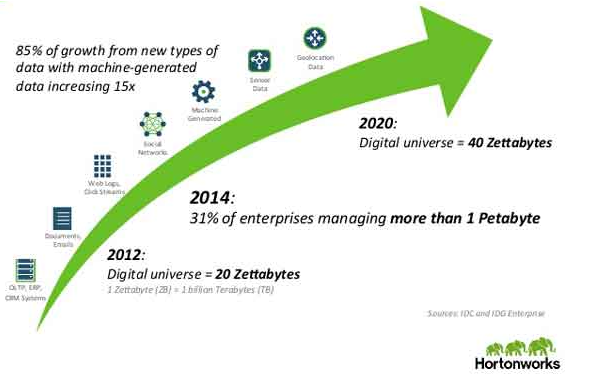 85% of growth from new types of
data with machine-generated
data increasing 15x
Geolocation
Data
Sensor
Data
Machine
Generated
Social
Networks
Web Logs,
Click Streams
Documents,
Emails
OLTP, ERP,
CRM Systems
2020:
Digital universe = 40 Zettabytes
2014:
31% of enterprises managing more than 1 Petabyte
2012:
Digital universe = 20 Zettabytes
1 Zettabyte (ZB) = 1 billion Terabytes (TB)
Sources: IDC and IDG Enterprise
Hortonworks